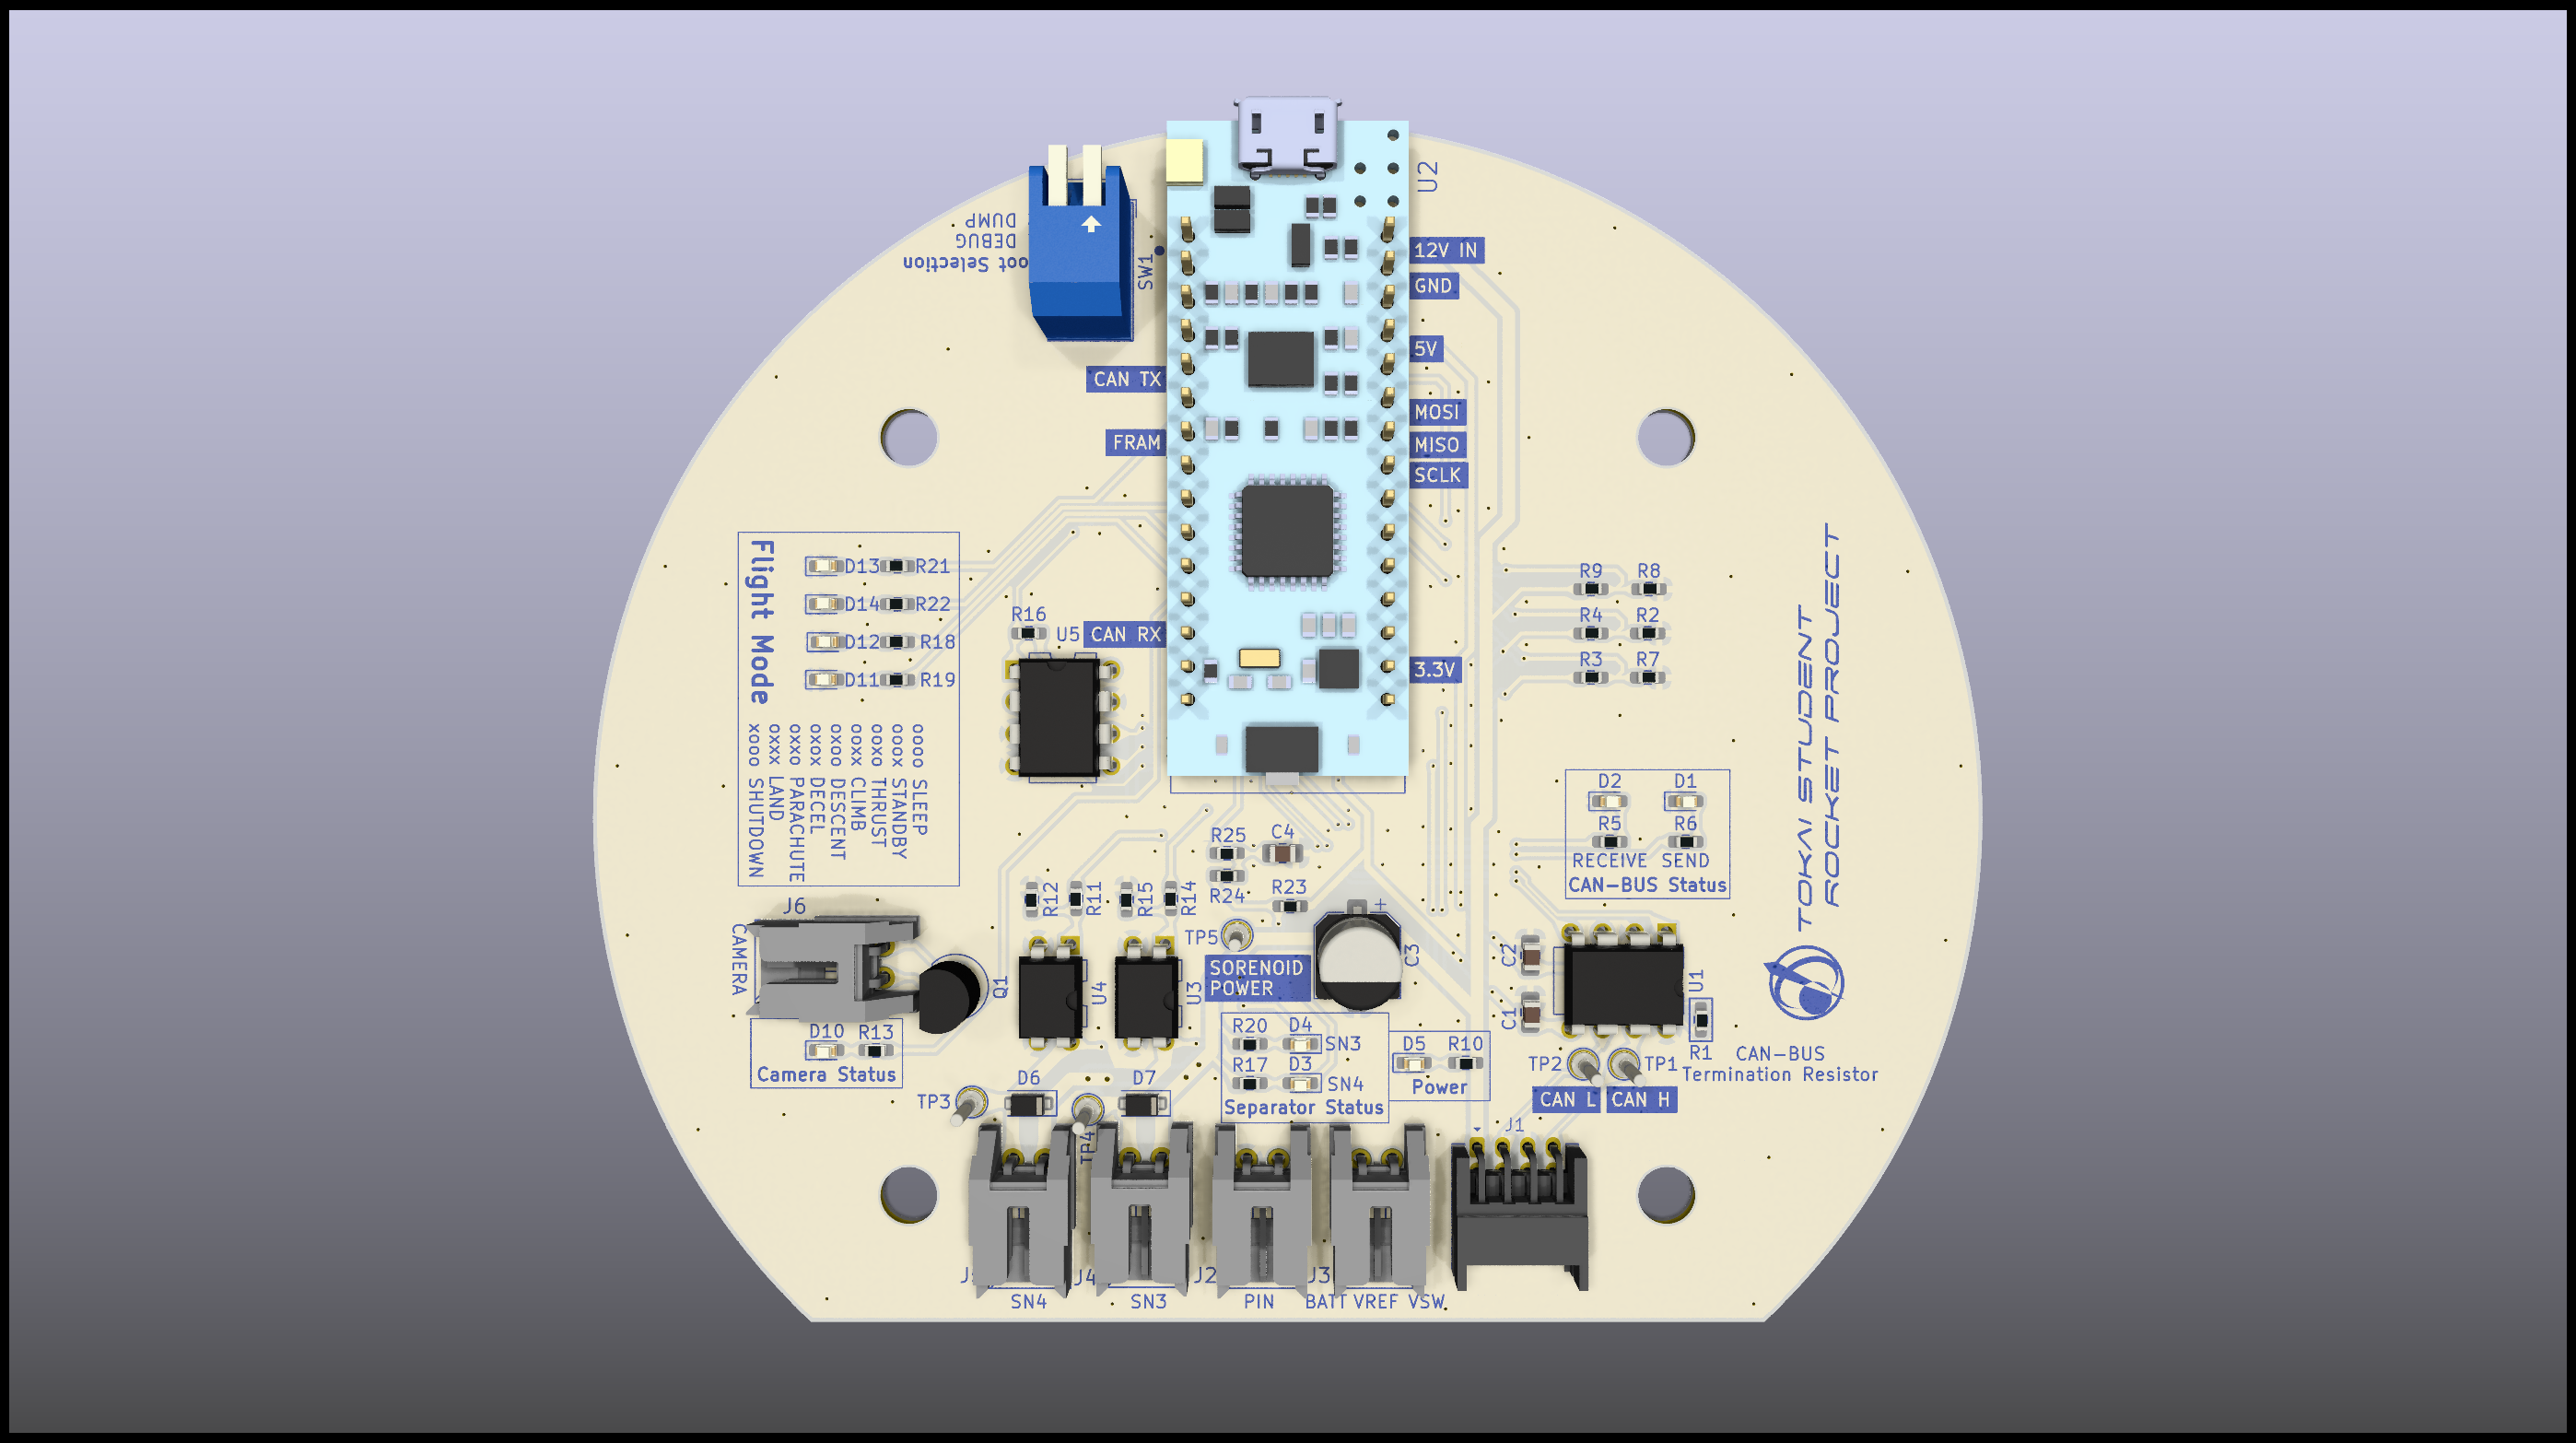 U2
DUMP
DEBUG
oot Selection
SW1
12V IN
GND
5V
CAN TX
MOSI
FRAM
MISO
SCLK
Flight Mode
D13 R21
D14 R22
D12 R18
D11 R19
oooo SLEEP
ooox STANDBY
ooxo THRUST
ooxx CLIMB
oxoo DESCENT
oxox DECEL
oxxo PARACHUTE
oxxx LAND
xooo SHUTDOWN
R16
U5
CAN RX
3.3V
R9 R8
R4 R2
R3 R7
TOKAI STUDENT
ROCKET PROJECT
D2 D1
R5 R6
RECEIVE SEND
CAN-BUS Status
R25 C4
R24
R23
R12
R11
R15
R14
J6
CAMERA
Q1
U4
U3
TP5
SORENOID
POWER
+
C3
C2
C1
U1
R1
D10 R13
Camera Status
R20 D4 SN3
R17 D3 SN4
Separator Status
D5 R10
Power
TP2 TP1
CAN L CAN H
CAN-BUS
Termination Resistor
TP3
D6
D7
TP4
J1
J4
J2
J3
SN4
SN3
PIN
BATT VREF VSW